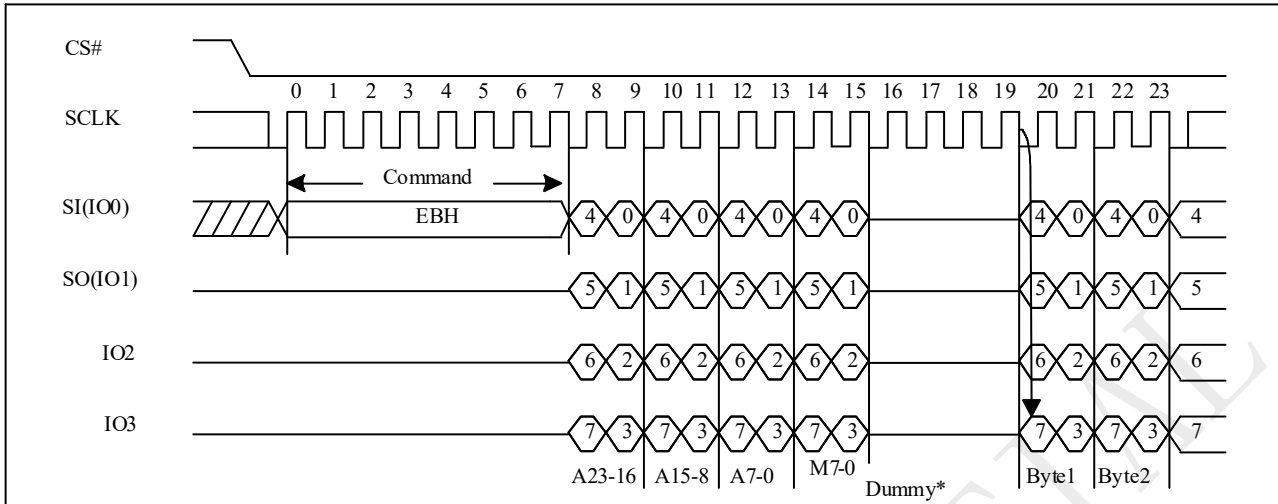 CS#
0 1 2 3 4 5 6 7 8 9 10 11 12 13 14 15 16 17 18 19 20 21 22 23
SCLK
Command
SI(IO0) EBH 4 0 4 0 4 0 4 0 4 0 4 0 4
SO(IO1) 5 1 5 1 5 1 5 1 5 1 5 1 5
IO2 6 2 6 2 6 2 6 2 6 2 6 2 6
IO3 7 3 7 3 7 3 7 3 7 3 7 3 7
A23-16 A15-8 A7-0 M7-0 Dummy* Byte1 Byte2